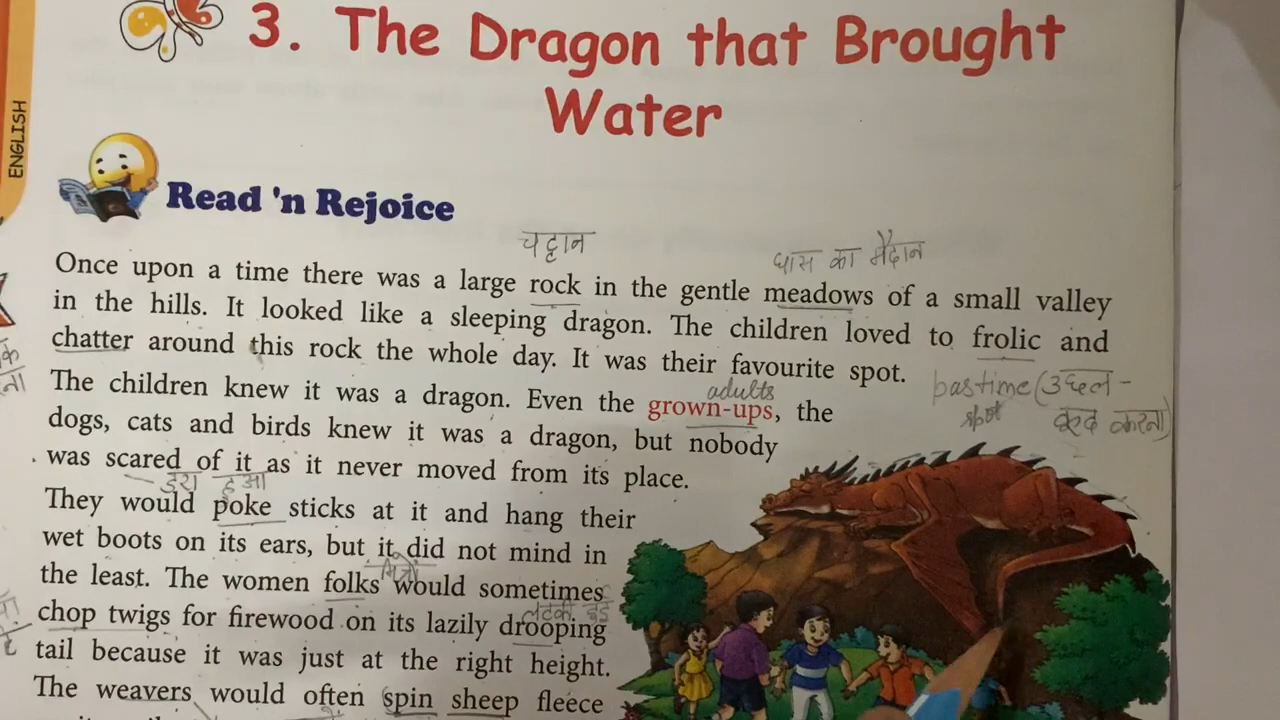 3. The Dragon that Brought
Water
ENGLISH
Read 'n Rejoice
चट्टान
घास का मैदान
Once upon a time there was a large rock in the gentle meadows of a small valley
in the hills. It looked like a sleeping dragon. The children loved to frolic and
chatter around this rock the whole day. It was their favourite spot.
bastime (उछल -
adults
spot
कूद करना)
The children knew it was a dragon. Even the grown-ups, the
dogs, cats and birds knew it was a dragon, but nobody
was scared of it as it never moved from its place.
डरा हुआ
They would poke sticks at it and hang their
wet boots on its ears, but it did not mind in
the least. The women folks would sometimes
लटकी हुई
chop twigs for firewood on its lazily drooping
tail because it was just at the right height.
The weavers would often spin sheep fleece